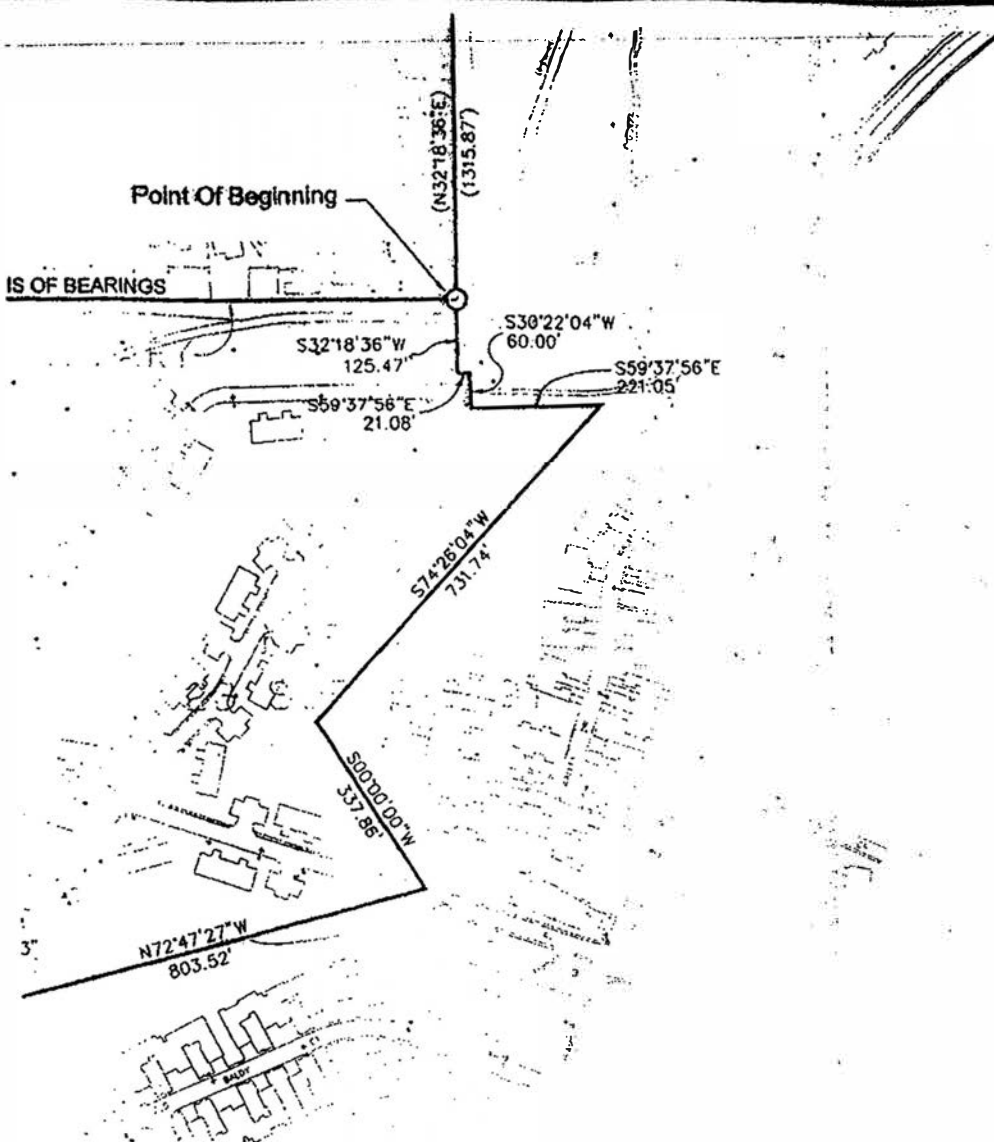 (N32°18'36"E)
(1315.87')
Point Of Beginning
IS OF BEARINGS
S32°18'36"W
125.47'
S30°22'04"W
60.00'
S59°37'56"E
221.05'
S59°37'56"E
21.08'
S74°26'04"W
731.74'
S00°00'00"W
337.86'
3"
N72°47'27"W
803.52'
BALDY